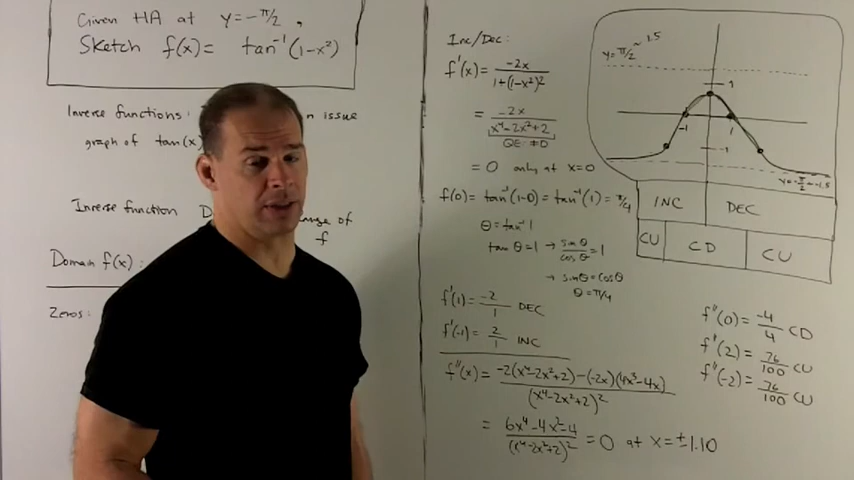 Given HA at y = -π/2,
Sketch f(x) = tan⁻¹(1-x²)
Inverse functions: n issue
graph of tan(x)
Inverse function D range of
f
Domain f(x):
Zeros:
Inc/Dec:
f'(x) = -2x / 1+(1-x²)²
= -2x / x⁴-2x²+2
QE: ≠0
= 0 only at x=0
f(0) = tan⁻¹(1-0) = tan⁻¹(1) = π/4
θ = tan⁻¹ 1
tan θ = 1 → sin θ / cos θ = 1
→ sin θ = cos θ
θ = π/4
f'(1) = -2/1 DEC
f'(-1) = 2/1 INC
f''(x) = -2(x⁴-2x²+2)-(-2x)(4x³-4x) / (x⁴-2x²+2)²
= 6x⁴-4x²-4 / (x⁴-2x²+2)² = 0 at x = ±1.10
y = π/2 ~ 1.5
1
-1 1
-1
y = -π/2 ~ -1.5
INC DEC
CU CD CU
f''(0) = -4/4 CD
f''(2) = 76/100 CU
f''(-2) = 76/100 CU